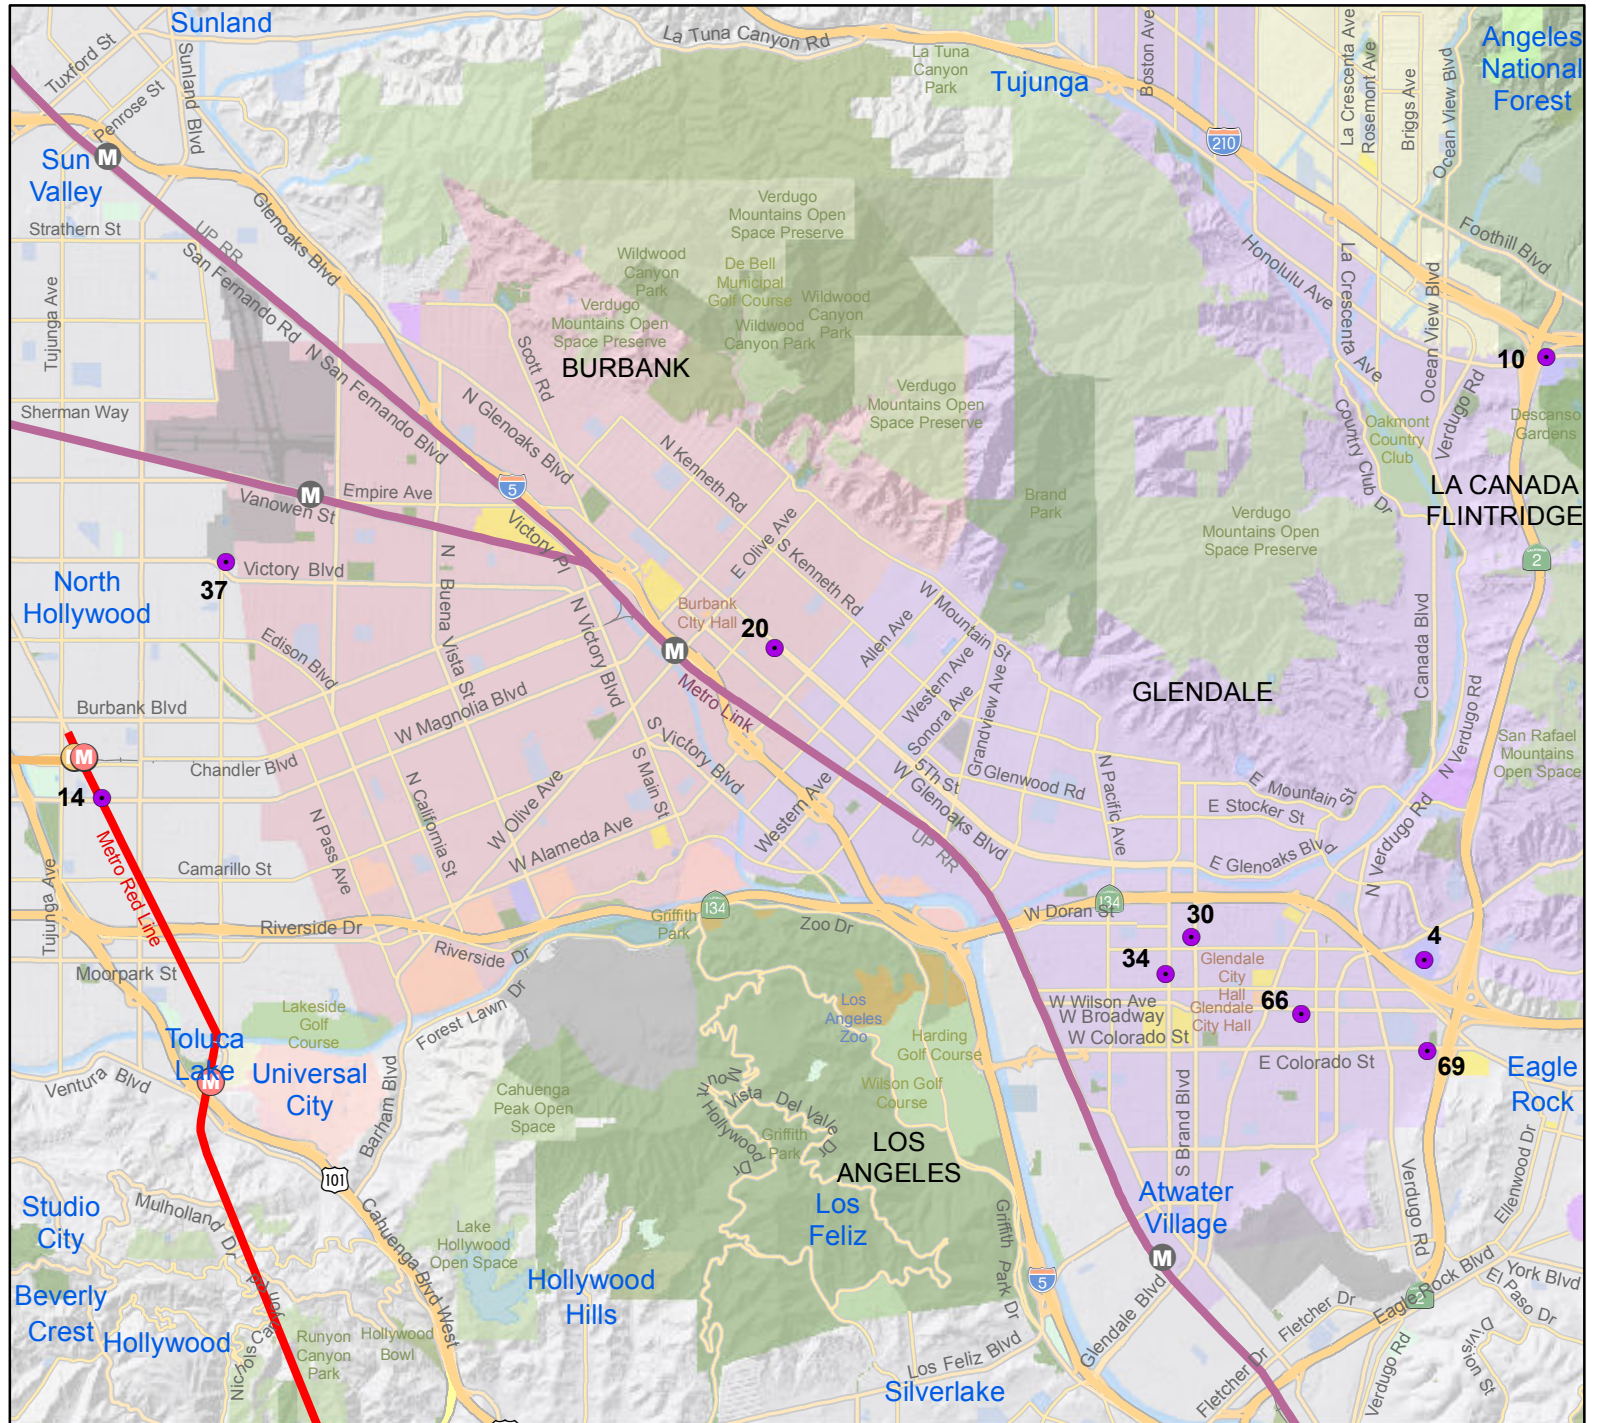 Sunland
Tuxford St
Sunland Blvd
Penrose St
La Tuna Canyon Rd
La Tuna
Canyon
Park
Tujunga
Boston Ave
La Crescenta Ave
Rosemont Ave
Briggs Ave
Ocean View Blvd
Angeles
National
Forest
210
Sun
Valley
M
Strathern St
UP RR
San Fernando Rd
Glenoaks Blvd
Verdugo
Mountains Open
Space Preserve
Wildwood
Canyon
Park
De Bell
Municipal
Golf Course
Wildwood
Canyon
Park
Wildwood
Canyon Park
Verdugo
Mountains Open
Space Preserve
Honolulu Ave
La Crescenta Ave
Ocean View Blvd
Foothill Blvd
Tujunga Ave
N San Fernando Blvd
Scott Rd
BURBANK
Verdugo
Mountains Open
Space Preserve
10
Verdugo Rd
Descanso
Gardens
Sherman Way
N Glenoaks Blvd
N Kenneth Rd
Oakmont
Country
Club
Country Club Dr
LA CANADA
FLINTRIDGE
M
Empire Ave
Vanowen St
5
Victory Pl
E Olive Ave
S Kenneth Rd
Brand
Park
Verdugo
Mountains Open
Space Preserve
2
North
Hollywood
37
Victory Blvd
N Buena Vista St
N Victory Blvd
Burbank
CIty Hall
20
M
Allen Ave
W Mountain St
Western Ave
Sonora Ave
Grandview Ave
Canada Blvd
GLENDALE
Edison Blvd
Burbank Blvd
W Magnolia Blvd
Metro Link
N Verdugo Rd
San Rafael
Mountains
Open Space
M
Chandler Blvd
14
S Victory Blvd
S Main St
5Th St
Glenwood Rd
W Glenoaks Blvd
N Pacific Ave
E Mountain St
E Stocker St
N Pass Ave
N California St
W Olive Ave
W Alameda Ave
Western Ave
UP RR
E Glenoaks Blvd
N Verdugo Rd
Metro Red Line
Camarillo St
Tujunga Ave
Riverside Dr
Riverside Dr
Griffith
Park
134
Zoo Dr
W Doran St
134
30
34
Glendale
City
Hall
4
Moorpark St
Lakeside
Golf
Course
Forest Lawn Dr
Los
Angeles
Zoo
Harding
Golf Course
W Wilson Ave
W Broadway
W Colorado St
Glendale
City Hall
66
E Colorado St
69
Toluca
Lake
M
Universal
City
Ventura Blvd
Barham Blvd
Cahuenga
Peak Open
Space
Mount Hollywood Dr
Vista Del Valle Dr
Griffith
Park
Wilson Golf
Course
S Brand Blvd
Eagle
Rock
LOS
ANGELES
Los
Feliz
101
Cahuenga Blvd West
Mulholland Dr
Studio
City
Lake
Hollywood
Open Space
Hollywood
Hills
Griffith Park Dr
Atwater
Village
M
Verdugo Rd
Ellenwood Dr
5
Glendale Blvd
Eagle Rock Blvd
2
York Blvd
El Paso Dr
Division St
Beverly
Crest
Hollywood
Nichols Canyon Rd
Runyon
Canyon
Park
Hollywood
Bowl
Los Feliz Blvd
Silverlake
Fletcher Dr
Fletcher Dr
Verdugo Rd